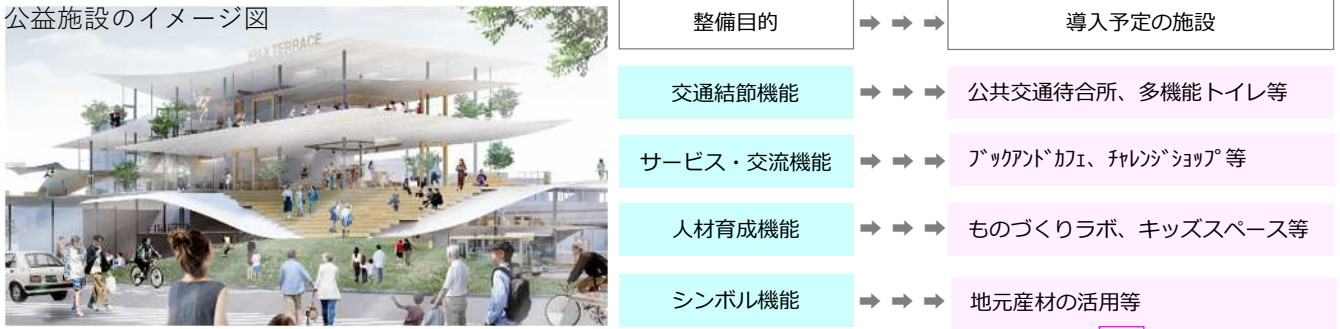 公益施設のイメージ図
TERRACE
整備目的 ➡ ➡ ➡ 導入予定の施設
交通結節機能 ➡ ➡ ➡ 公共交通待合所、多機能トイレ等
サービス・交流機能 ➡ ➡ ➡ ﾌﾞｯｸｱﾝﾄﾞｶﾌｪ、ﾁｬﾚﾝｼﾞｼｮｯﾌﾟ等
人材育成機能 ➡ ➡ ➡ ものづくりラボ、キッズスペース等
シンボル機能 ➡ ➡ ➡ 地元産材の活用等